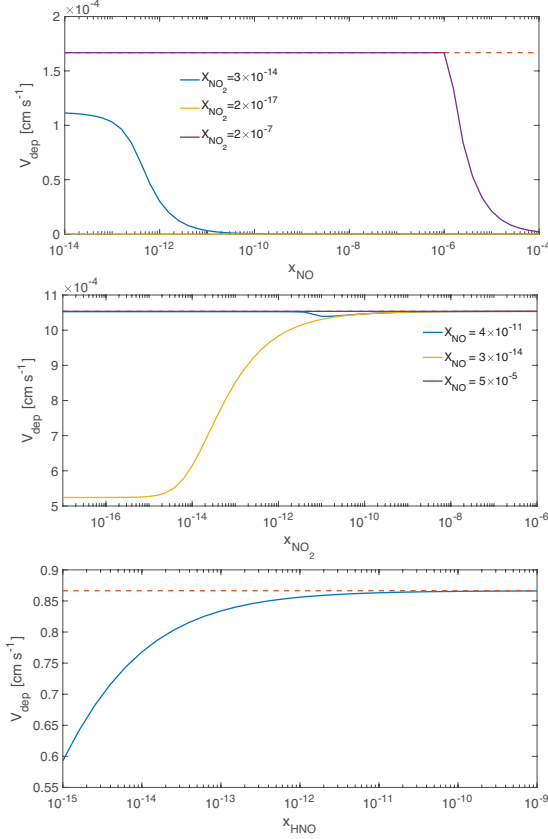 ×10⁻⁴
2
1.5
1
0.5
0
V_dep [cm s⁻¹]
X_NO₂=3×10⁻¹⁴
X_NO₂=2×10⁻¹⁷
X_NO₂=2×10⁻⁷
10⁻¹⁴ 10⁻¹² 10⁻¹⁰ 10⁻⁸ 10⁻⁶ 10⁻⁴
x_NO
×10⁻⁴
11
10
9
8
7
6
5
V_dep [cm s⁻¹]
X_NO = 4×10⁻¹¹
X_NO = 3×10⁻¹⁴
X_NO = 5×10⁻⁵
10⁻¹⁶ 10⁻¹⁴ 10⁻¹² 10⁻¹⁰ 10⁻⁸ 10⁻⁶
x_NO₂
0.9
0.85
0.8
0.75
0.7
0.65
0.6
0.55
V_dep [cm s⁻¹]
10⁻¹⁵ 10⁻¹⁴ 10⁻¹³ 10⁻¹² 10⁻¹¹ 10⁻¹⁰ 10⁻⁹
x_HNO